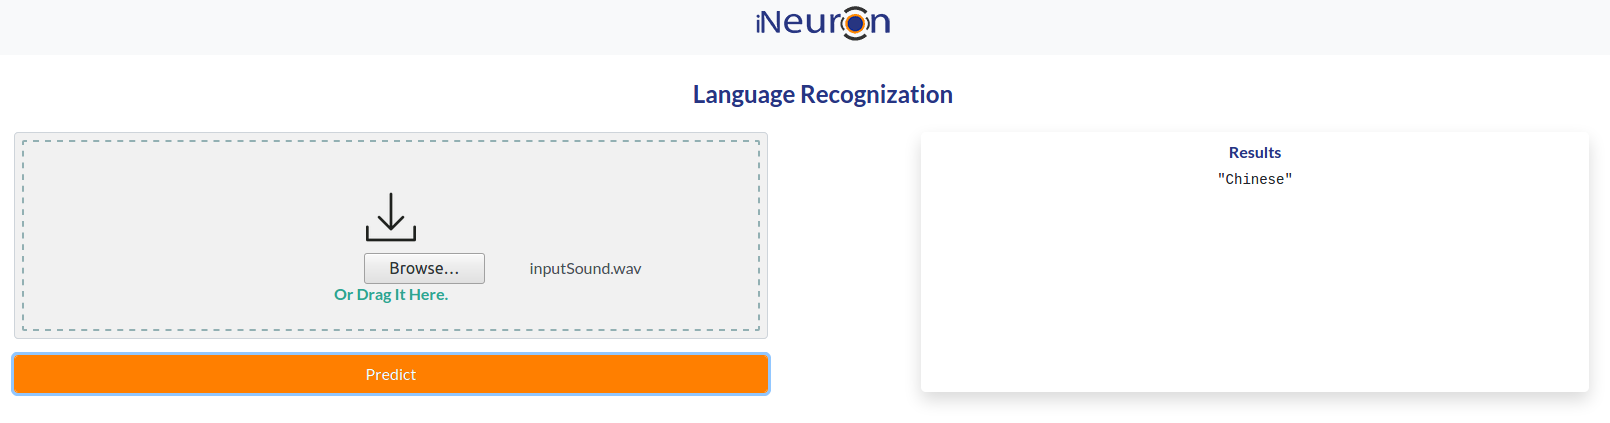 iNeuron
Language Recognization
Browse...
inputSound.wav
Or Drag It Here.
Predict
Results
"Chinese"